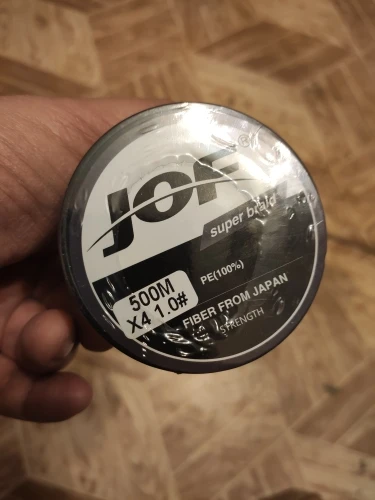 JOF
super braid
PE(100%)
500M
X4 1.0#
FIBER FROM JAPAN
STRENGTH